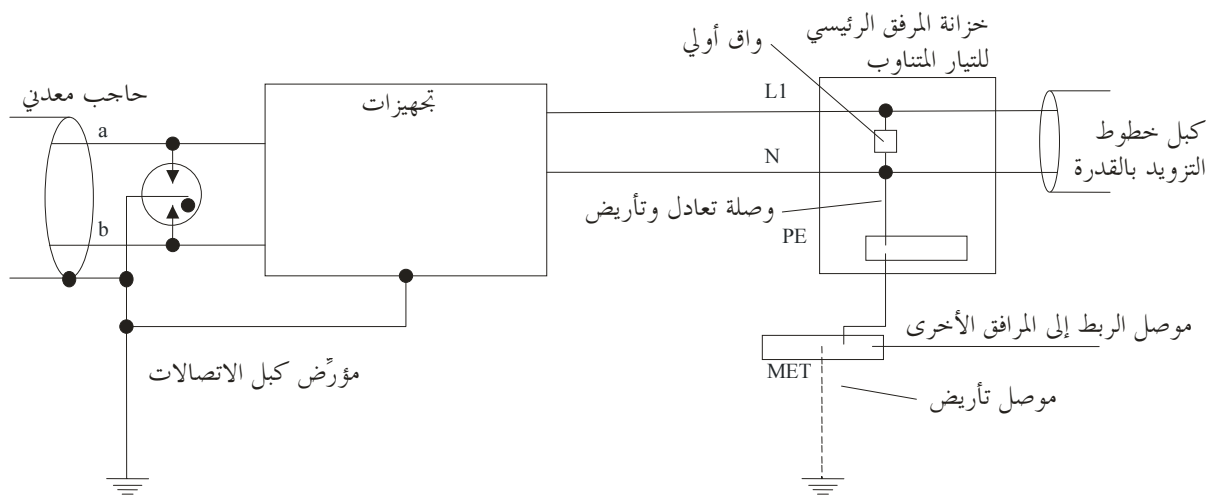 خزانة المرفق الرئيسي
للتيار المتناوب
واق أولي
حاجب معدني
تجهيزات
L1
a
كبل خطوط
التزويد بالقدرة
N
وصلة تعادل وتأريض
b
PE
موصل الربط إلى المرافق الأخرى
مؤرِّض كبل الاتصالات
MET
موصل تأريض